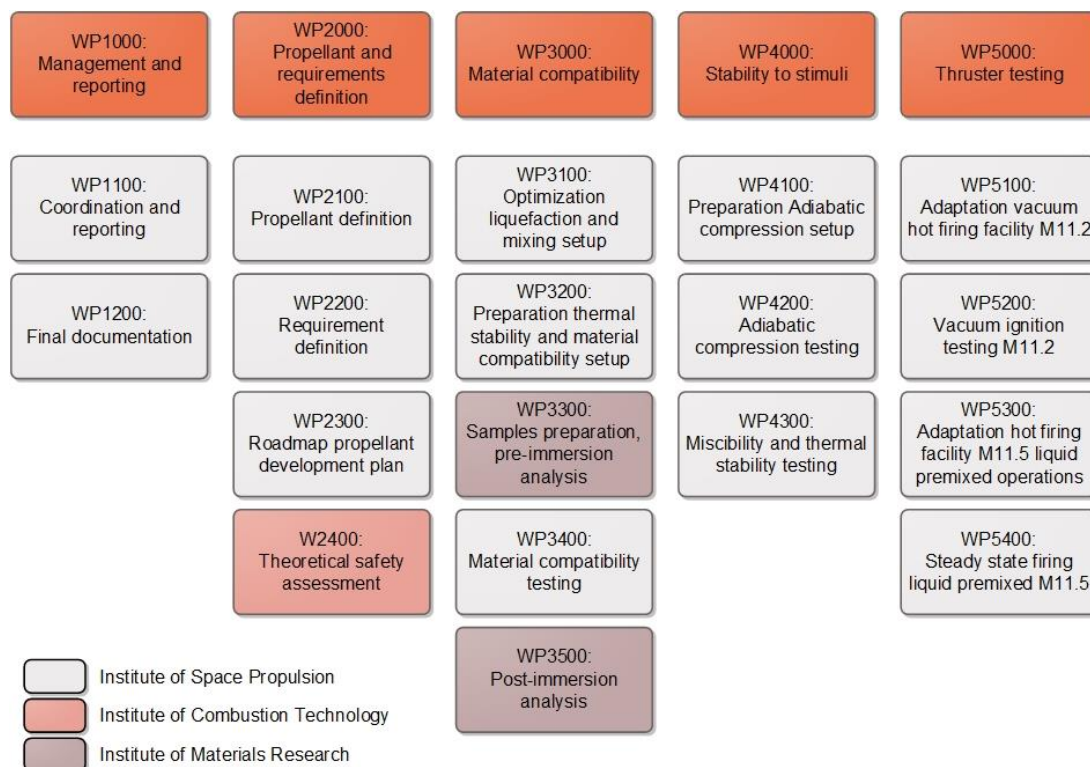 WP1000:
Management and
reporting
WP2000:
Propellant and
requirements
definition
WP3000:
Material compatibility
WP4000:
Stability to stimuli
WP5000:
Thruster testing
WP1100:
Coordination and
reporting
WP2100:
Propellant definition
WP3100:
Optimization
liquefaction and
mixing setup
WP4100:
Preparation Adiabatic
compression setup
WP5100:
Adaptation vacuum
hot firing facility M11.2
WP1200:
Final documentation
WP2200:
Requirement
definition
WP3200:
Preparation thermal
stability and material
compatibility setup
WP4200:
Adiabatic
compression testing
WP5200:
Vacuum ignition
testing M11.2
WP2300:
Roadmap propellant
development plan
WP3300:
Samples preparation,
pre-immersion
analysis
WP4300:
Miscibility and thermal
stability testing
WP5300:
Adaptation hot firing
facility M11.5 liquid
premixed operations
W2400:
Theoretical safety
assessment
WP3400:
Material compatibility
testing
WP5400:
Steady state firing
liquid premixed M11.5
WP3500:
Post-immersion
analysis
Institute of Space Propulsion
Institute of Combustion Technology
Institute of Materials Research